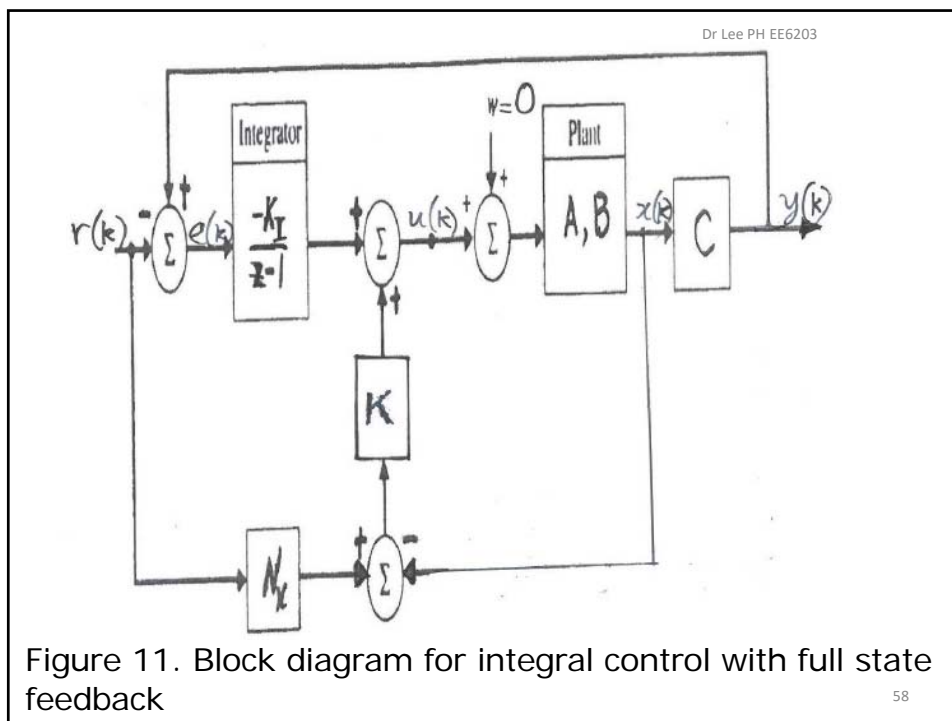 Dr Lee PH EE6203
w=0
Integrator
Plant
+
+
-
r(k)
Σ
e(k)
-K_I
z-1
+
Σ
u(k)
+
Σ
A, B
x(k)
C
y(k)
+
K
N_x
+
-
Σ
Figure 11. Block diagram for integral control with full state
feedback
58